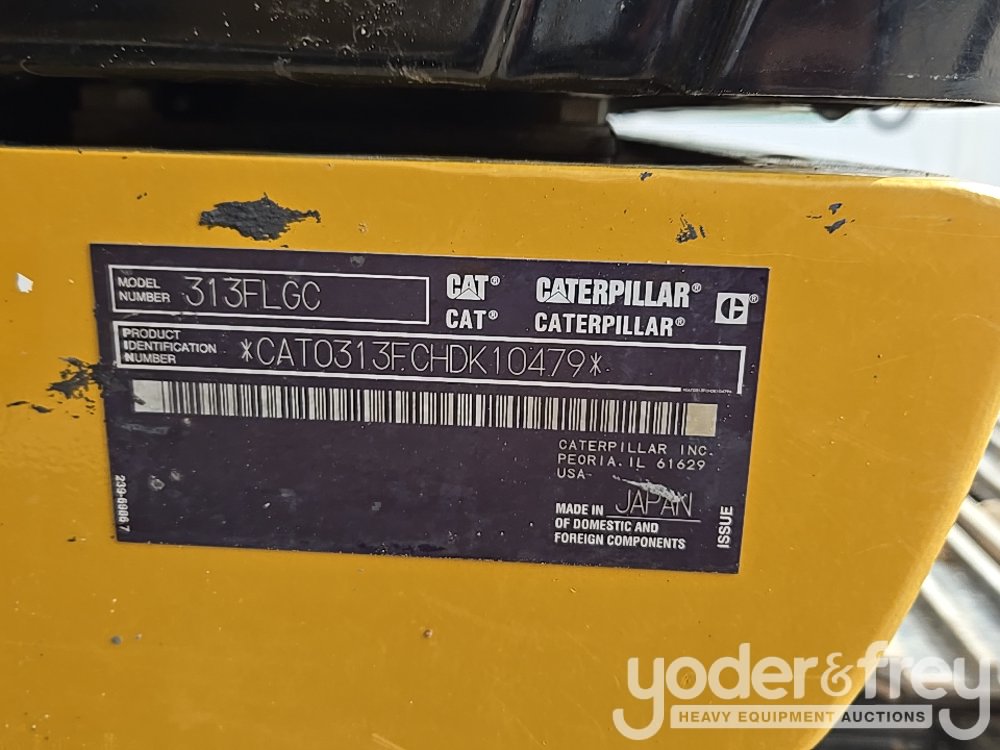 MODEL NUMBER 313FLGC
CAT® CATERPILLAR®
CAT® CATERPILLAR®
PRODUCT
IDENTIFICATION
NUMBER
*CAT0313FCHDK10479*
CATERPILLAR INC.
PEORIA, IL 61629
USA
MADE IN JAPAN
OF DOMESTIC AND
FOREIGN COMPONENTS
ISSUE
yoder&frey
HEAVY EQUIPMENT AUCTIONS